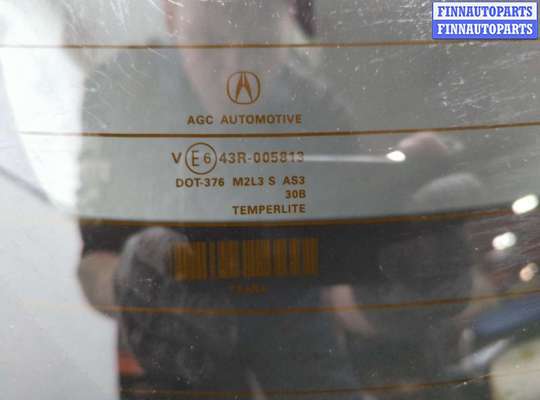 FINNAUTOPARTS
FINNAUTOPARTS
AGC AUTOMOTIVE
V E6 43R-005813
DOT-376 M2L3 S AS3
30B
TEMPERLITE